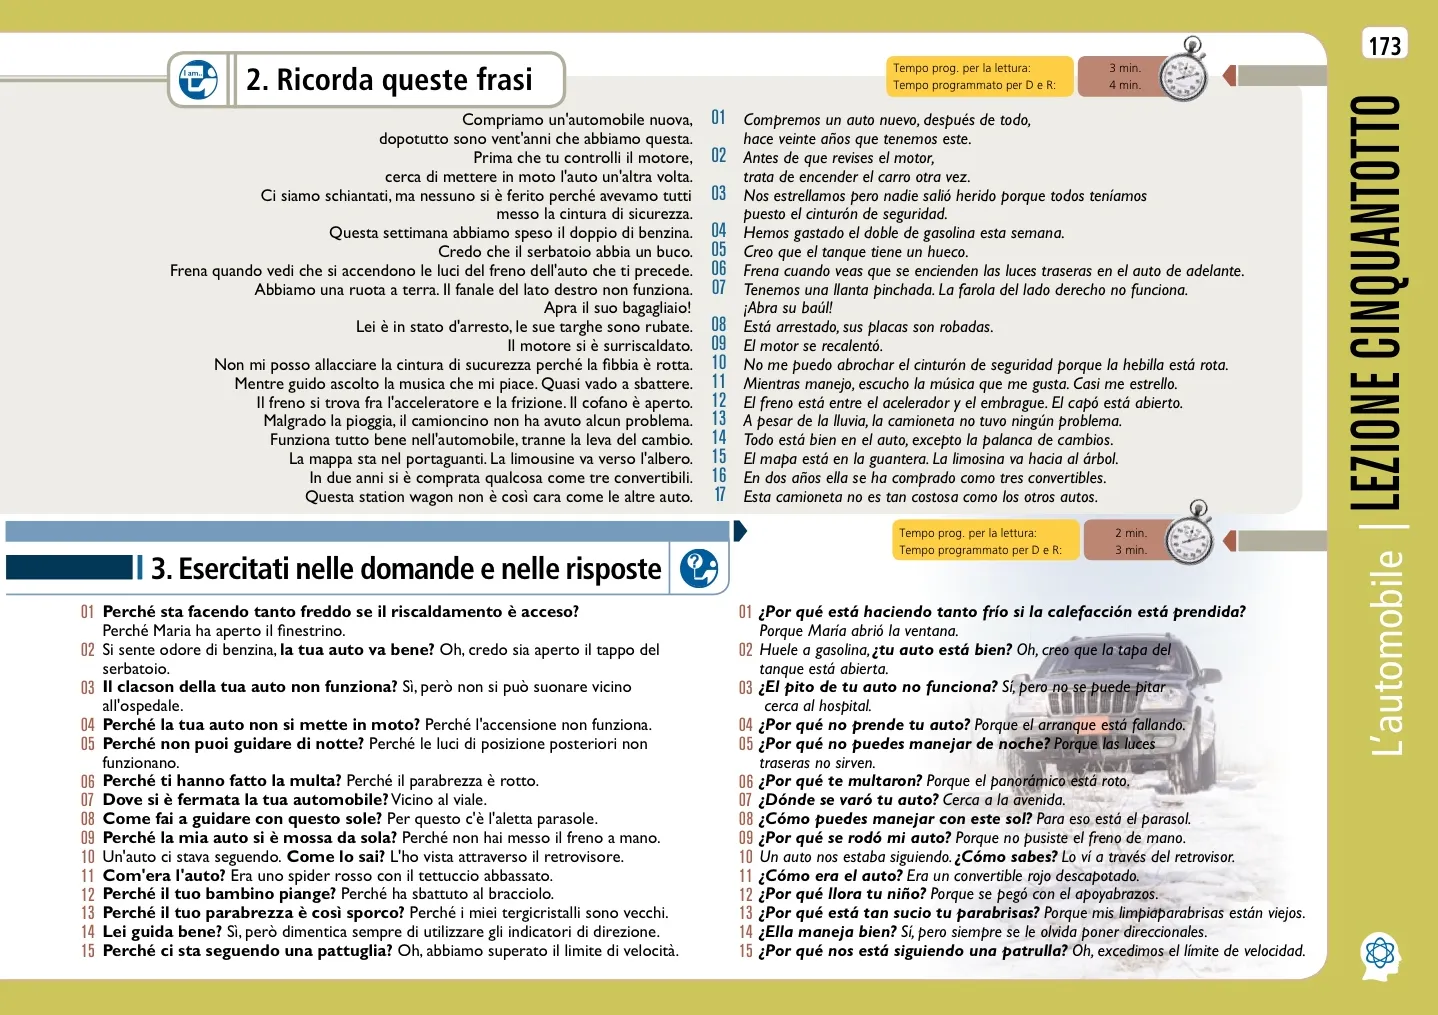 173
I am...
2. Ricorda queste frasi
Tempo prog. per la lettura: 3 min.
Tempo programmato per D e R: 4 min.
Compriamo un'automobile nuova,
dopotutto sono vent'anni che abbiamo questa.
Prima che tu controlli il motore,
cerca di mettere in moto l'auto un'altra volta.
Ci siamo schiantati, ma nessuno si è ferito perché avevamo tutti
messo la cintura di sicurezza.
Questa settimana abbiamo speso il doppio di benzina.
Credo che il serbatoio abbia un buco.
Frena quando vedi che si accendono le luci del freno dell'auto che ti precede.
Abbiamo una ruota a terra. Il fanale del lato destro non funziona.
Apra il suo bagagliaio!
Lei è in stato d'arresto, le sue targhe sono rubate.
Il motore si è surriscaldato.
Non mi posso allacciare la cintura di sucurezza perché la fibbia è rotta.
Mentre guido ascolto la musica che mi piace. Quasi vado a sbattere.
Il freno si trova fra l'acceleratore e la frizione. Il cofano è aperto.
Malgrado la pioggia, il camioncino non ha avuto alcun problema.
Funziona tutto bene nell'automobile, tranne la leva del cambio.
La mappa sta nel portaguanti. La limousine va verso l'albero.
In due anni si è comprata qualcosa come tre convertibili.
Questa station wagon non è così cara come le altre auto.
01 Compremos un auto nuevo, después de todo,
hace veinte años que tenemos este.
02 Antes de que revises el motor,
trata de encender el carro otra vez.
03 Nos estrellamos pero nadie salió herido porque todos teníamos
puesto el cinturón de seguridad.
04 Hemos gastado el doble de gasolina esta semana.
05 Creo que el tanque tiene un hueco.
06 Frena cuando veas que se encienden las luces traseras en el auto de adelante.
07 Tenemos una llanta pinchada. La farola del lado derecho no funciona.
¡Abra su baúl!
08 Está arrestado, sus placas son robadas.
09 El motor se recalentó.
10 No me puedo abrochar el cinturón de seguridad porque la hebilla está rota.
11 Mientras manejo, escucho la música que me gusta. Casi me estrello.
12 El freno está entre el acelerador y el embrague. El capó está abierto.
13 A pesar de la lluvia, la camioneta no tuvo ningún problema.
14 Todo está bien en el auto, excepto la palanca de cambios.
15 El mapa está en la guantera. La limosina va hacia al árbol.
16 En dos años ella se ha comprado como tres convertibles.
17 Esta camioneta no es tan costosa como los otros autos.
3. Esercitati nelle domande e nelle risposte
?
Tempo prog. per la lettura: 2 min.
Tempo programmato per D e R: 3 min.
01 Perché sta facendo tanto freddo se il riscaldamento è acceso?
Perché Maria ha aperto il finestrino.
02 Si sente odore di benzina, la tua auto va bene? Oh, credo sia aperto il tappo del
serbatoio.
03 Il clacson della tua auto non funziona? Sì, però non si può suonare vicino
all'ospedale.
04 Perché la tua auto non si mette in moto? Perché l'accensione non funziona.
05 Perché non puoi guidare di notte? Perché le luci di posizione posteriori non
funzionano.
06 Perché ti hanno fatto la multa? Perché il parabrezza è rotto.
07 Dove si è fermata la tua automobile? Vicino al viale.
08 Come fai a guidare con questo sole? Per questo c'è l'aletta parasole.
09 Perché la mia auto si è mossa da sola? Perché non hai messo il freno a mano.
10 Un'auto ci stava seguendo. Come lo sai? L'ho vista attraverso il retrovisore.
11 Com'era l'auto? Era uno spider rosso con il tettuccio abbassato.
12 Perché il tuo bambino piange? Perché ha sbattuto al bracciolo.
13 Perché il tuo parabrezza è così sporco? Perché i miei tergicristalli sono vecchi.
14 Lei guida bene? Sì, però dimentica sempre di utilizzare gli indicatori di direzione.
15 Perché ci sta seguendo una pattuglia? Oh, abbiamo superato il limite di velocità.
01 ¿Por qué está haciendo tanto frío si la calefacción está prendida?
Porque María abrió la ventana.
02 Huele a gasolina, ¿tu auto está bien? Oh, creo que la tapa del
tanque está abierta.
03 ¿El pito de tu auto no funciona? Sí, pero no se puede pitar
cerca al hospital.
04 ¿Por qué no prende tu auto? Porque el arranque está fallando.
05 ¿Por qué no puedes manejar de noche? Porque las luces
traseras no sirven.
06 ¿Por qué te multaron? Porque el panorámico está roto.
07 ¿Dónde se varó tu auto? Cerca a la avenida.
08 ¿Cómo puedes manejar con este sol? Para eso está el parasol.
09 ¿Por qué se rodó mi auto? Porque no pusiste el freno de mano.
10 Un auto nos estaba siguiendo. ¿Cómo sabes? Lo ví a través del retrovisor.
11 ¿Cómo era el auto? Era un convertible rojo descapotado.
12 ¿Por qué llora tu niño? Porque se pegó con el apoyabrazos.
13 ¿Por qué está tan sucio tu parabrisas? Porque mis limpiaparabrisas están viejos.
14 ¿Ella maneja bien? Sí, pero siempre se le olvida poner direccionales.
15 ¿Por qué nos está siguiendo una patrulla? Oh, excedimos el límite de velocidad.
L'automobile | LEZIONE CINQUANTOTTO